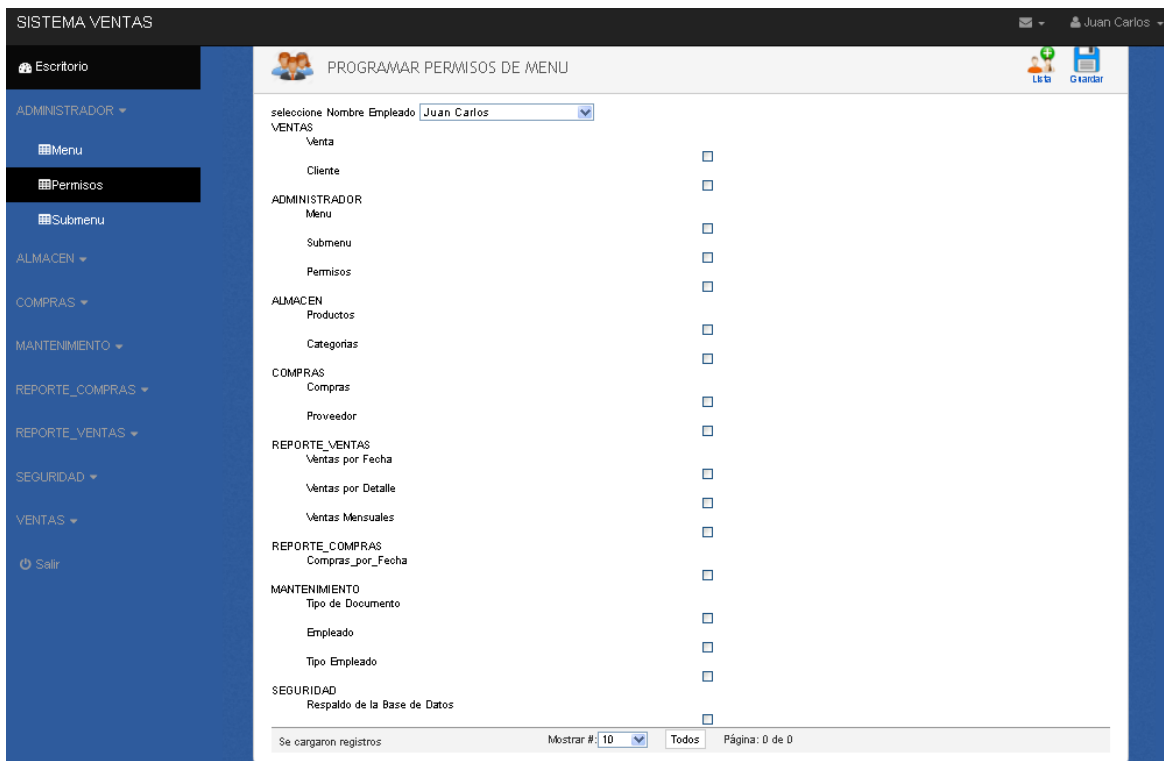 SISTEMA VENTAS
Juan Carlos
Escritorio
ADMINISTRADOR
Menu
Permisos
Submenu
ALMACEN
COMPRAS
MANTENIMIENTO
REPORTE_COMPRAS
REPORTE_VENTAS
SEGURIDAD
VENTAS
Salir
PROGRAMAR PERMISOS DE MENU
Lista
Guardar
seleccione Nombre Empleado Juan Carlos
VENTAS
Venta
Cliente
ADMINISTRADOR
Menu
Submenu
Permisos
ALMACEN
Productos
Categorias
COMPRAS
Compras
Proveedor
REPORTE_VENTAS
Ventas por Fecha
Ventas por Detalle
Ventas Mensuales
REPORTE_COMPRAS
Compras_por_Fecha
MANTENIMIENTO
Tipo de Documento
Empleado
Tipo Empleado
SEGURIDAD
Respaldo de la Base de Datos
Se cargaron registros Mostrar #: 10 Todos Página: 0 de 0